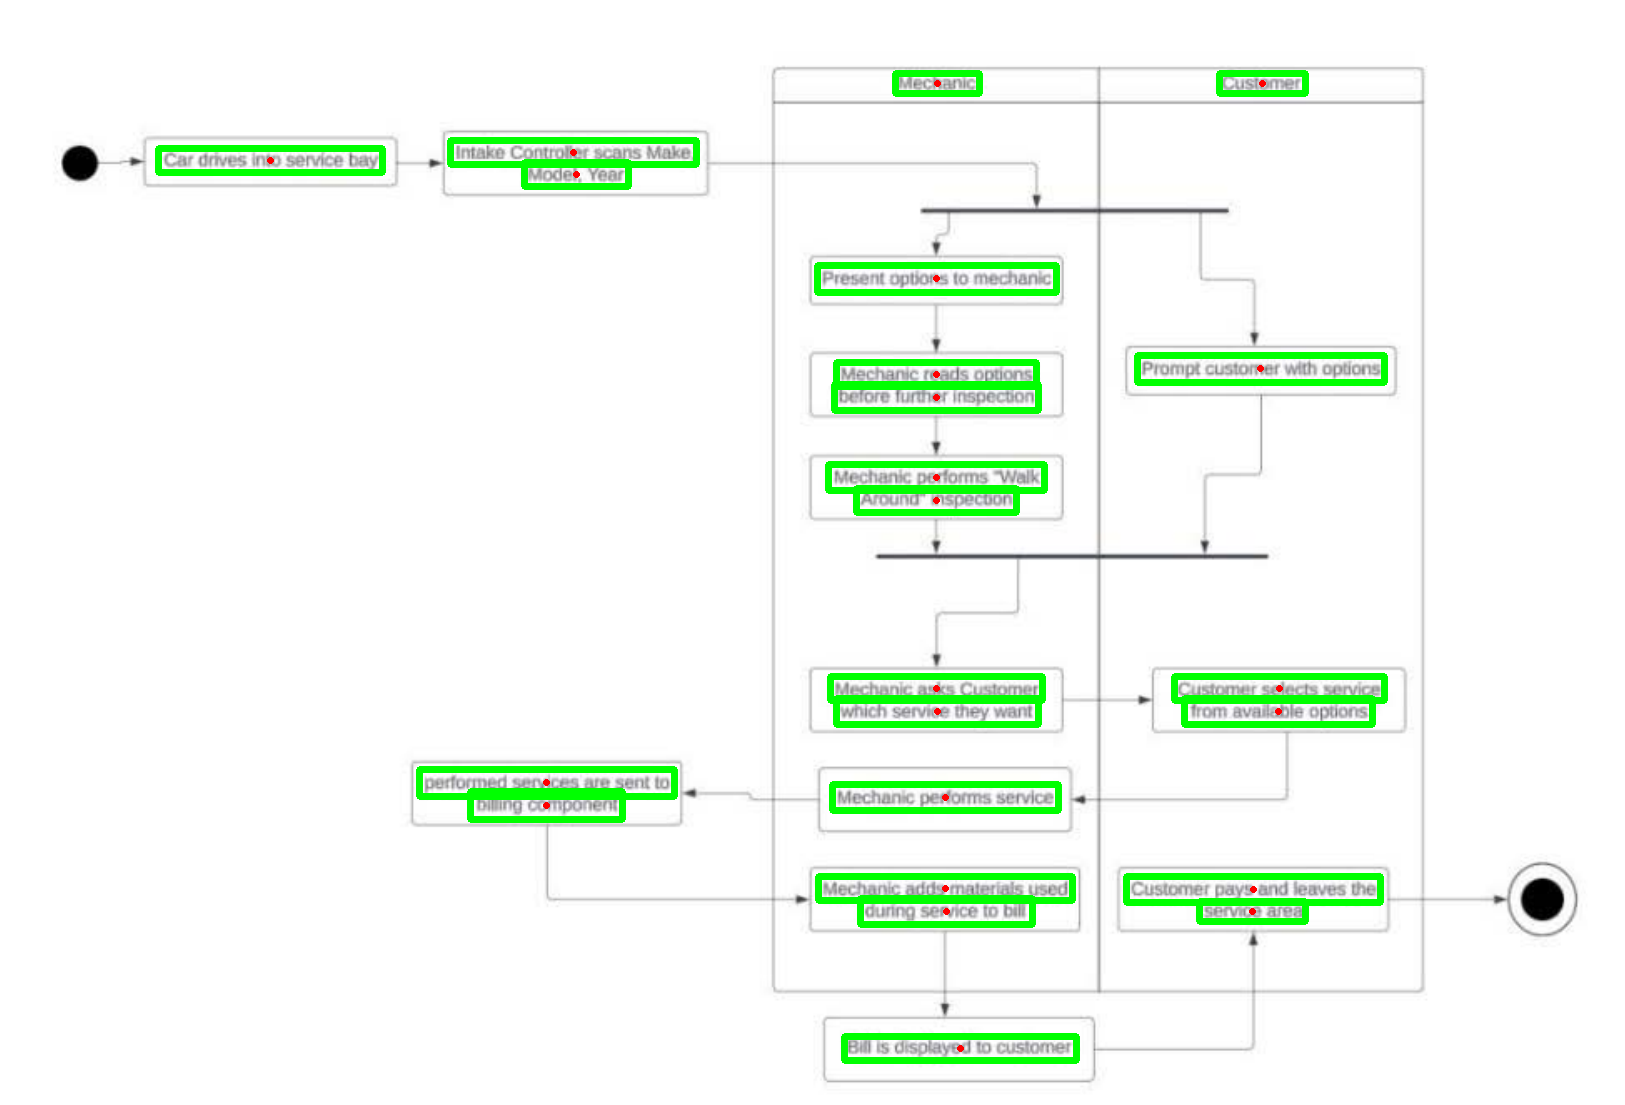 Mechanic
Customer
Car drives into service bay
Intake Controller scans Make,
Model, Year
Present options to mechanic
Mechanic reads options
before further inspection
Prompt customer with options
Mechanic performs "Walk
Around" inspection
Mechanic asks Customer
which service they want
Customer selects service
from available options
performed services are sent to
billing component
Mechanic performs service
Mechanic adds materials used
during service to bill
Customer pays and leaves the
service area
Bill is displayed to customer